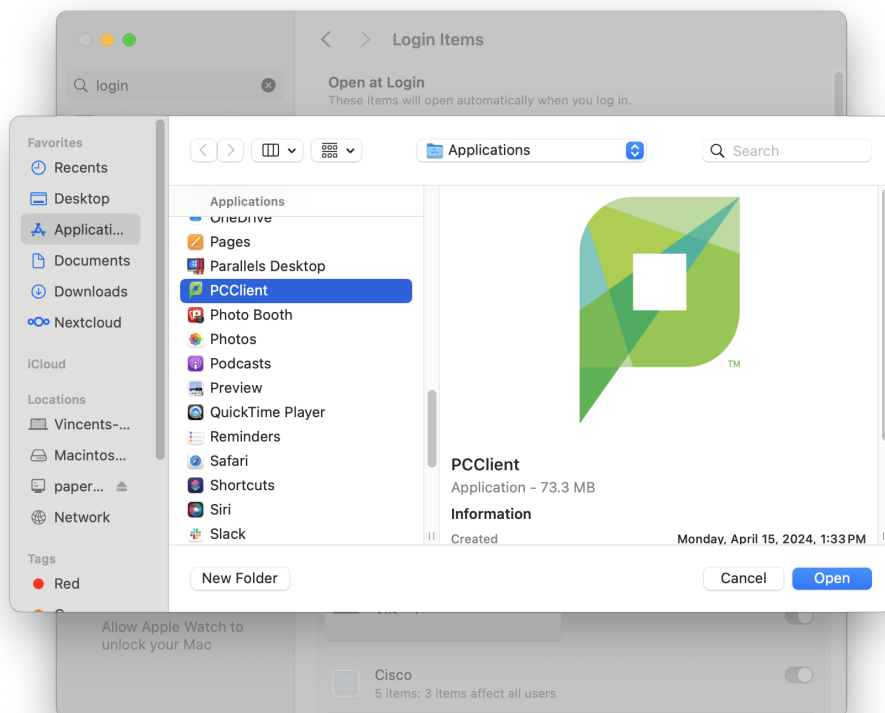 Login Items
login
Open at Login
These items will open automatically when you log in.
Favorites
Recents
Desktop
Applicati...
Documents
Downloads
Nextcloud
iCloud
Locations
Vincents-...
Macintos...
paper...
Network
Tags
Red
Applications
Search
Applications
OneDrive
Pages
Parallels Desktop
PCClient
Photo Booth
Photos
Podcasts
Preview
QuickTime Player
Reminders
Safari
Shortcuts
Siri
Slack
TM
PCClient
Application - 73.3 MB
Information
Created Monday, April 15, 2024, 1:33 PM
New Folder
Cancel
Open
Allow Apple Watch to
unlock your Mac
Cisco
5 items: 3 items affect all users